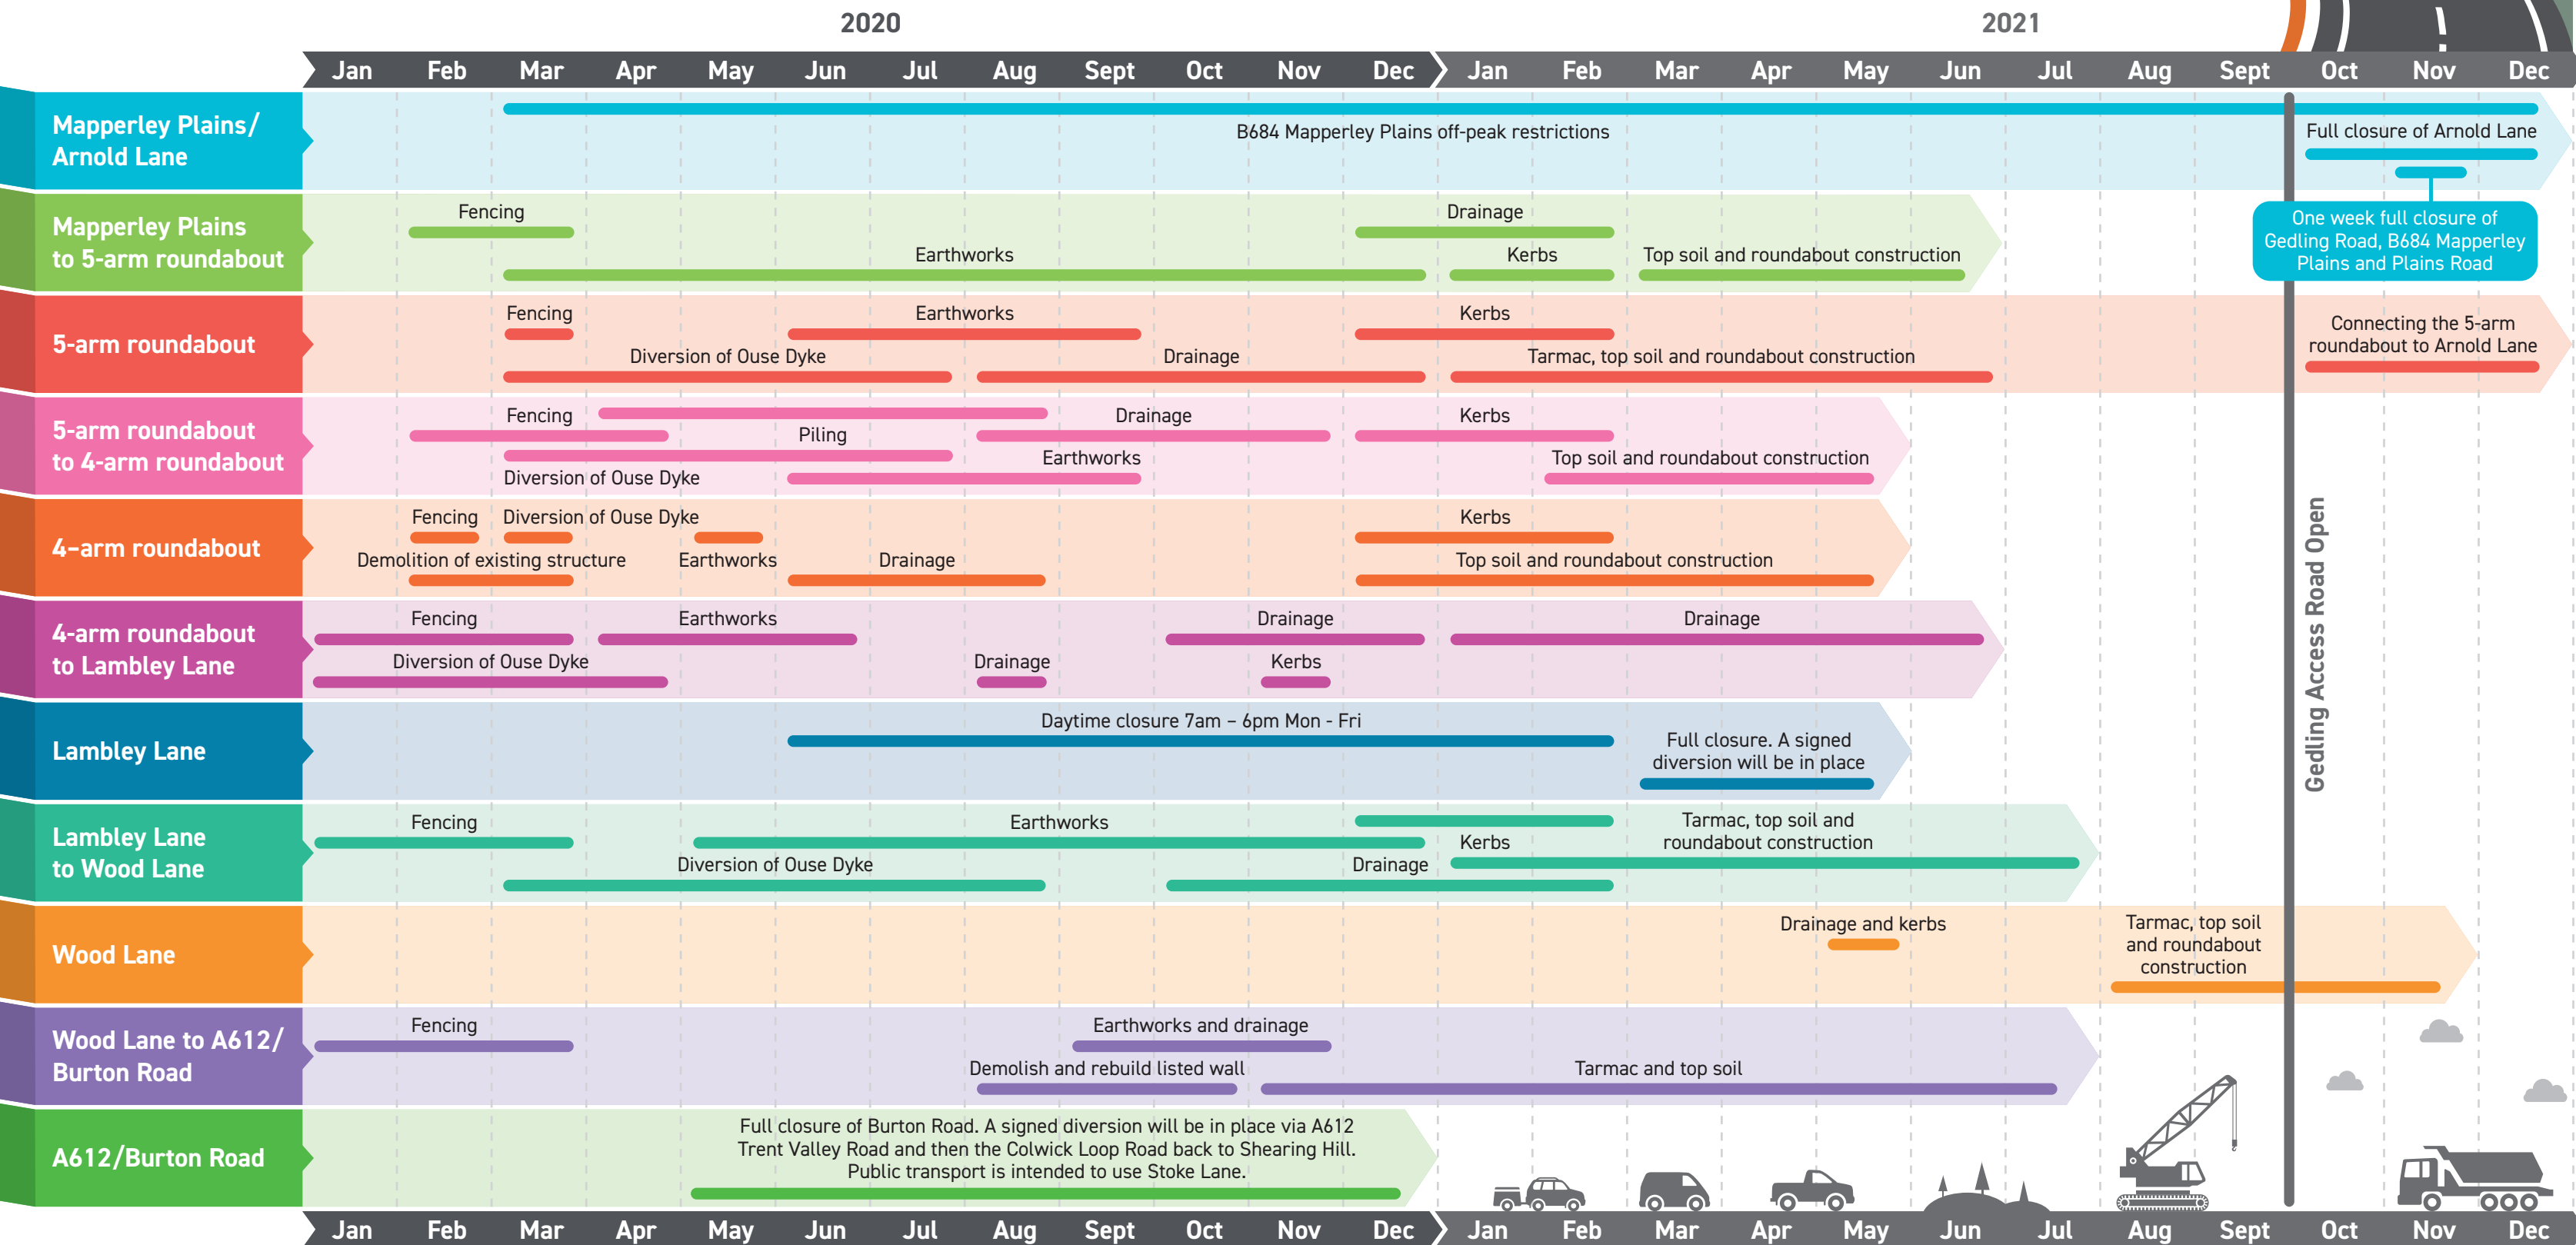 2020
2021
Jan Feb Mar Apr May Jun Jul Aug Sept Oct Nov Dec Jan Feb Mar Apr May Jun Jul Aug Sept Oct Nov Dec
Mapperley Plains/
Arnold Lane
B684 Mapperley Plains off-peak restrictions
Full closure of Arnold Lane
One week full closure of
Gedling Road, B684 Mapperley
Plains and Plains Road
Mapperley Plains
to 5-arm roundabout
Fencing
Drainage
Earthworks
Kerbs
Top soil and roundabout construction
5-arm roundabout
Fencing
Earthworks
Kerbs
Diversion of Ouse Dyke
Drainage
Tarmac, top soil and roundabout construction
Connecting the 5-arm
roundabout to Arnold Lane
5-arm roundabout
to 4-arm roundabout
Fencing
Drainage
Kerbs
Piling
Earthworks
Top soil and roundabout construction
Diversion of Ouse Dyke
4-arm roundabout
Fencing
Diversion of Ouse Dyke
Kerbs
Demolition of existing structure
Earthworks
Drainage
Top soil and roundabout construction
4-arm roundabout
to Lambley Lane
Fencing
Earthworks
Drainage
Drainage
Diversion of Ouse Dyke
Drainage
Kerbs
Lambley Lane
Daytime closure 7am – 6pm Mon - Fri
Full closure. A signed
diversion will be in place
Gedling Access Road Open
Lambley Lane
to Wood Lane
Fencing
Earthworks
Tarmac, top soil and
roundabout construction
Kerbs
Diversion of Ouse Dyke
Drainage
Wood Lane
Drainage and kerbs
Tarmac, top soil
and roundabout
construction
Wood Lane to A612/
Burton Road
Fencing
Earthworks and drainage
Demolish and rebuild listed wall
Tarmac and top soil
A612/Burton Road
Full closure of Burton Road. A signed diversion will be in place via A612
Trent Valley Road and then the Colwick Loop Road back to Shearing Hill.
Public transport is intended to use Stoke Lane.
Jan Feb Mar Apr May Jun Jul Aug Sept Oct Nov Dec Jan Feb Mar Apr May Jun Jul Aug Sept Oct Nov Dec